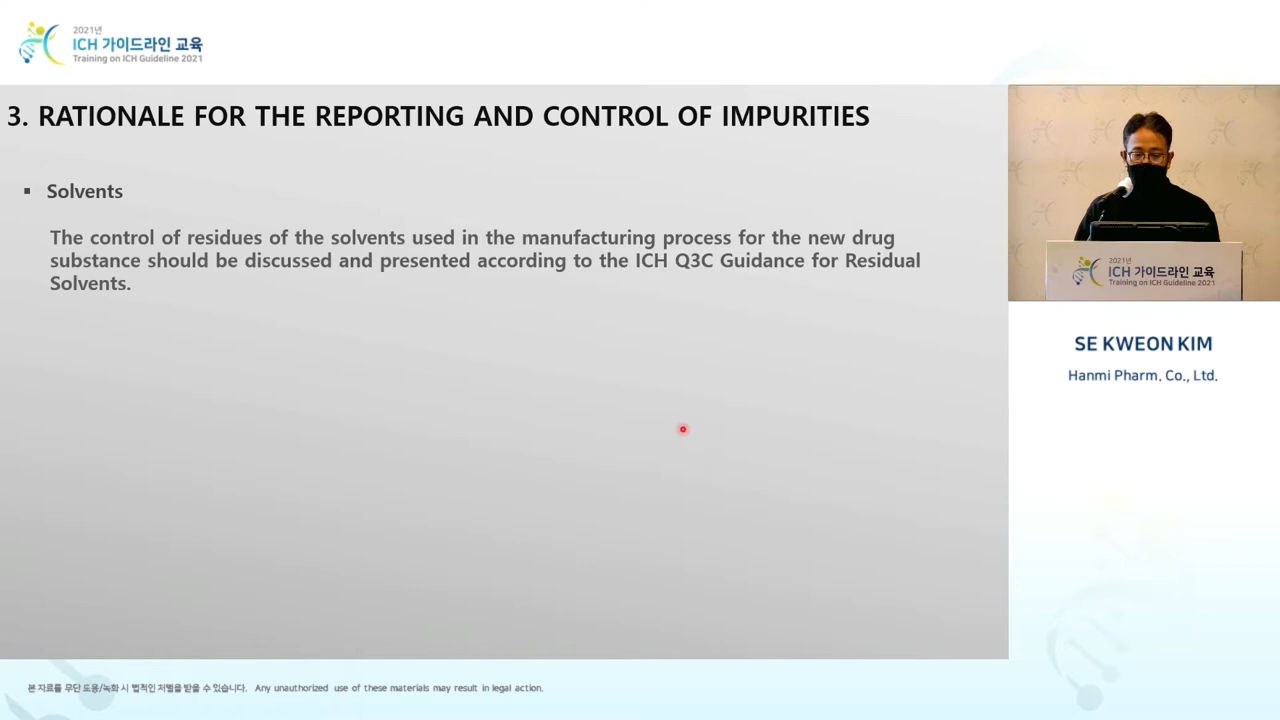 2021년
ICH 가이드라인 교육
Training on ICH Guideline 2021
3. RATIONALE FOR THE REPORTING AND CONTROL OF IMPURITIES
▪ Solvents
The control of residues of the solvents used in the manufacturing process for the new drug
substance should be discussed and presented according to the ICH Q3C Guidance for Residual
Solvents.
2021년
ICH 가이드라인 교육
Training on ICH Guideline 2021
SE KWEON KIM
Hanmi Pharm. Co., Ltd.
본 자료를 무단 도용/녹화 시 법적인 처벌을 받을 수 있습니다. Any unauthorized use of these materials may result in legal action.